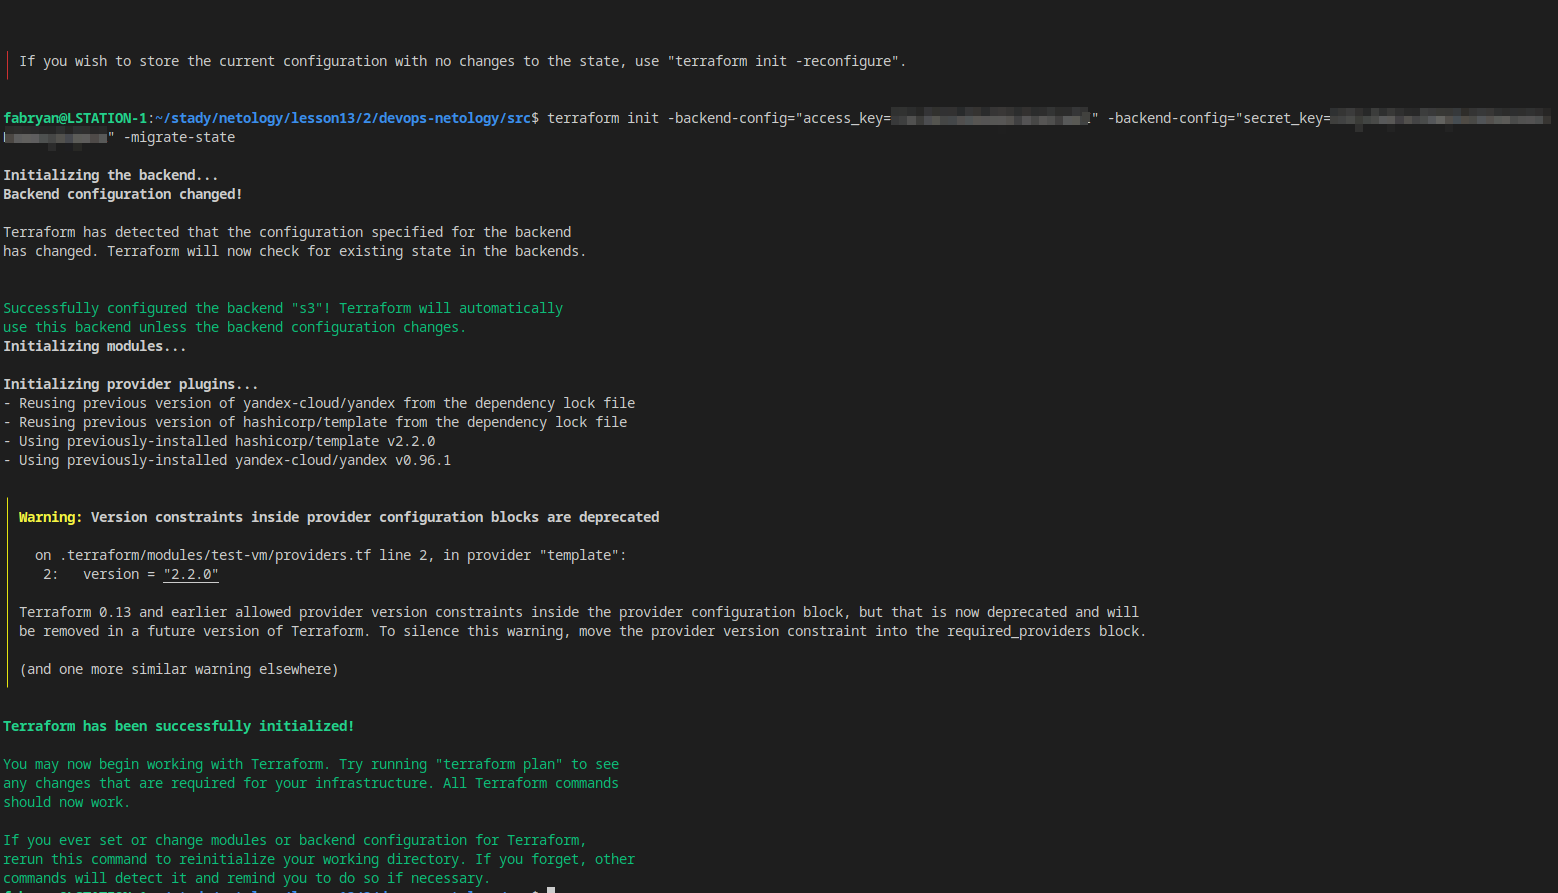 If you wish to store the current configuration with no changes to the state, use "terraform init -reconfigure".
fabryan@LSTATION-1:~/stady/netology/lesson13/2/devops-netology/src$ terraform init -backend-config="access_key=" -backend-config="secret_key=
" -migrate-state
Initializing the backend...
Backend configuration changed!
Terraform has detected that the configuration specified for the backend
has changed. Terraform will now check for existing state in the backends.
Successfully configured the backend "s3"! Terraform will automatically
use this backend unless the backend configuration changes.
Initializing modules...
Initializing provider plugins...
- Reusing previous version of yandex-cloud/yandex from the dependency lock file
- Reusing previous version of hashicorp/template from the dependency lock file
- Using previously-installed hashicorp/template v2.2.0
- Using previously-installed yandex-cloud/yandex v0.96.1
Warning: Version constraints inside provider configuration blocks are deprecated
on .terraform/modules/test-vm/providers.tf line 2, in provider "template":
2:   version = "2.2.0"
Terraform 0.13 and earlier allowed provider version constraints inside the provider configuration block, but that is now deprecated and will
be removed in a future version of Terraform. To silence this warning, move the provider version constraint into the required_providers block.
(and one more similar warning elsewhere)
Terraform has been successfully initialized!
You may now begin working with Terraform. Try running "terraform plan" to see
any changes that are required for your infrastructure. All Terraform commands
should now work.
If you ever set or change modules or backend configuration for Terraform,
rerun this command to reinitialize your working directory. If you forget, other
commands will detect it and remind you to do so if necessary.